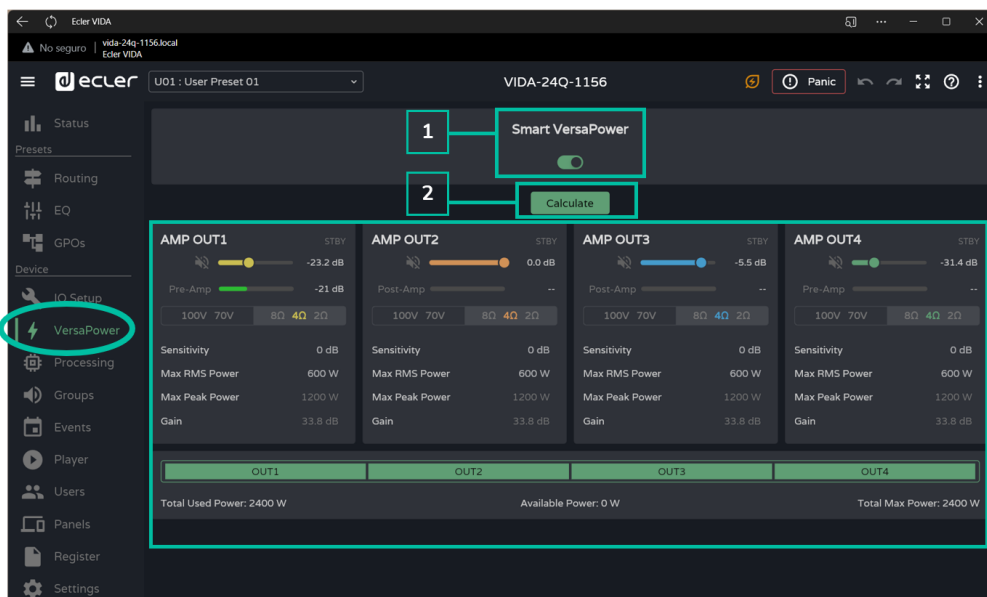 Ecler VIDA
No seguro | vida-24q-1156.local
Ecler VIDA
ecler
U01 : User Preset 01
VIDA-24Q-1156
Panic
Status
Presets
Routing
EQ
GPOs
Device
IO Setup
VersaPower
Processing
Groups
Events
Player
Users
Panels
Register
Settings
1
Smart VersaPower
2
Calculate
AMP OUT1 STBY
-23.2 dB
Pre-Amp -21 dB
100V 70V 8Ω 4Ω 2Ω
Sensitivity 0 dB
Max RMS Power 600 W
Max Peak Power 1200 W
Gain 33.8 dB
AMP OUT2 STBY
0.0 dB
Post-Amp --
100V 70V 8Ω 4Ω 2Ω
Sensitivity 0 dB
Max RMS Power 600 W
Max Peak Power 1200 W
Gain 33.8 dB
AMP OUT3 STBY
-5.5 dB
Post-Amp --
100V 70V 8Ω 4Ω 2Ω
Sensitivity 0 dB
Max RMS Power 600 W
Max Peak Power 1200 W
Gain 33.8 dB
AMP OUT4 STBY
-31.4 dB
Pre-Amp --
100V 70V 8Ω 4Ω 2Ω
Sensitivity 0 dB
Max RMS Power 600 W
Max Peak Power 1200 W
Gain 33.8 dB
OUT1 OUT2 OUT3 OUT4
Total Used Power: 2400 W Available Power: 0 W Total Max Power: 2400 W